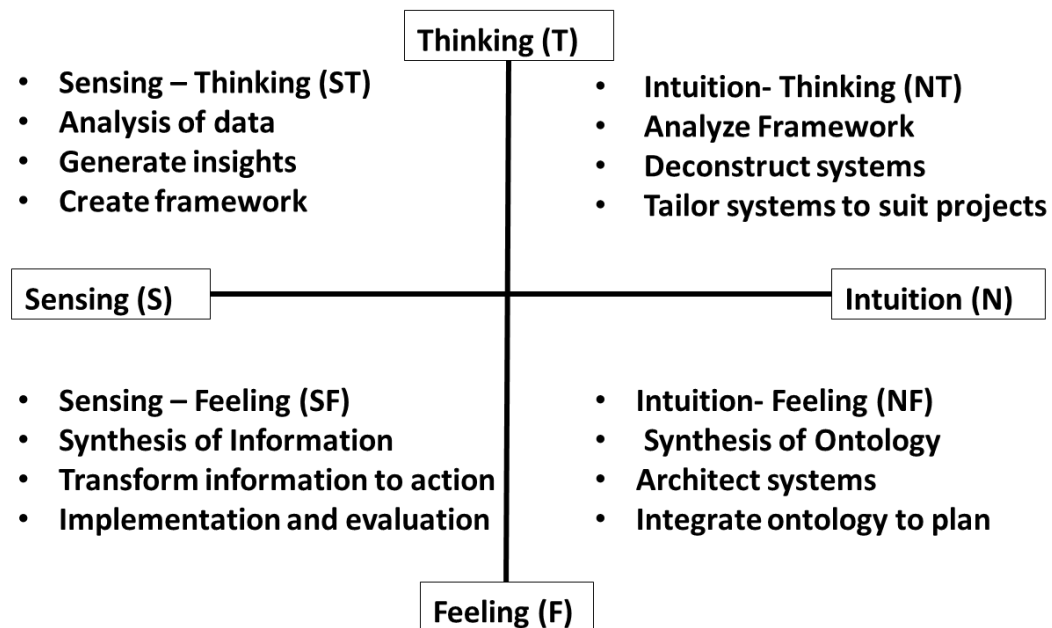 Thinking (T)
• Sensing – Thinking (ST)
• Analysis of data
• Generate insights
• Create framework
• Intuition- Thinking (NT)
• Analyze Framework
• Deconstruct systems
• Tailor systems to suit projects
Sensing (S)
Intuition (N)
• Sensing – Feeling (SF)
• Synthesis of Information
• Transform information to action
• Implementation and evaluation
• Intuition- Feeling (NF)
• Synthesis of Ontology
• Architect systems
• Integrate ontology to plan
Feeling (F)